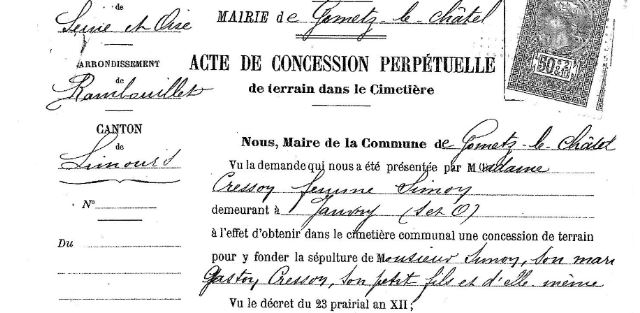 de
Seine et Oise
MAIRIE de Gometz-le-châtel
50 c
ARRONDISSEMENT
de
Rambouillet
ACTE DE CONCESSION PERPÉTUELLE
de terrain dans le Cimetière
CANTON
de
Limours
N°
Du
Nous, Maire de la Commune de Gometz-le-Châtel
Vu la demande qui nous a été présentée par Madame
Cressoy femme Simoy
demeurant à Janvry (S et O)
à l'effet d'obtenir dans le cimetière communal une concession de terrain
pour y fonder la sépulture de Monsieur Simoy, son mari
Gaston Cressoy, son petit fils et d'elle même
Vu le décret du 23 prairial an XII ;